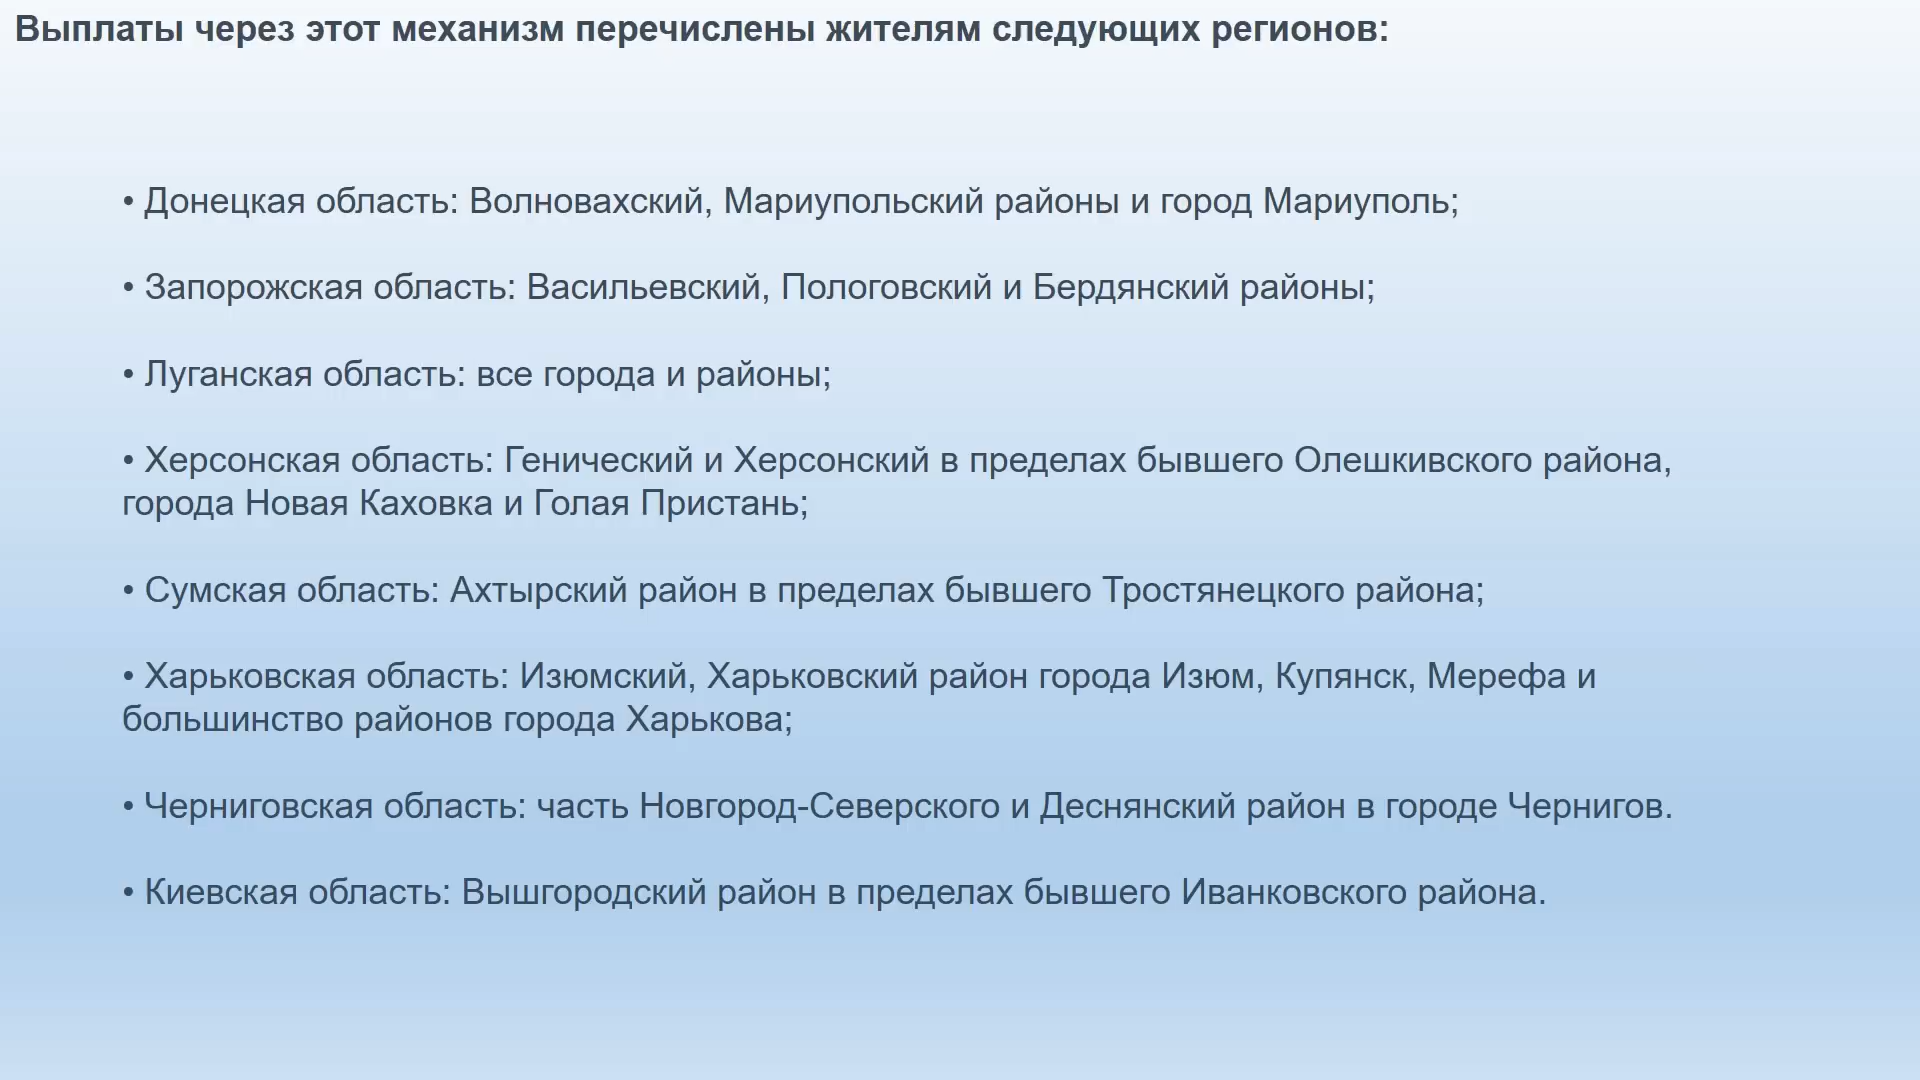 Выплаты через этот механизм перечислены жителям следующих регионов:
• Донецкая область: Волновахский, Мариупольский районы и город Мариуполь;
• Запорожская область: Васильевский, Пологовский и Бердянский районы;
• Луганская область: все города и районы;
• Херсонская область: Генический и Херсонский в пределах бывшего Олешкивского района,
города Новая Каховка и Голая Пристань;
• Сумская область: Ахтырский район в пределах бывшего Тростянецкого района;
• Харьковская область: Изюмский, Харьковский район города Изюм, Купянск, Мерефа и
большинство районов города Харькова;
• Черниговская область: часть Новгород-Северского и Деснянский район в городе Чернигов.
• Киевская область: Вышгородский район в пределах бывшего Иванковского района.